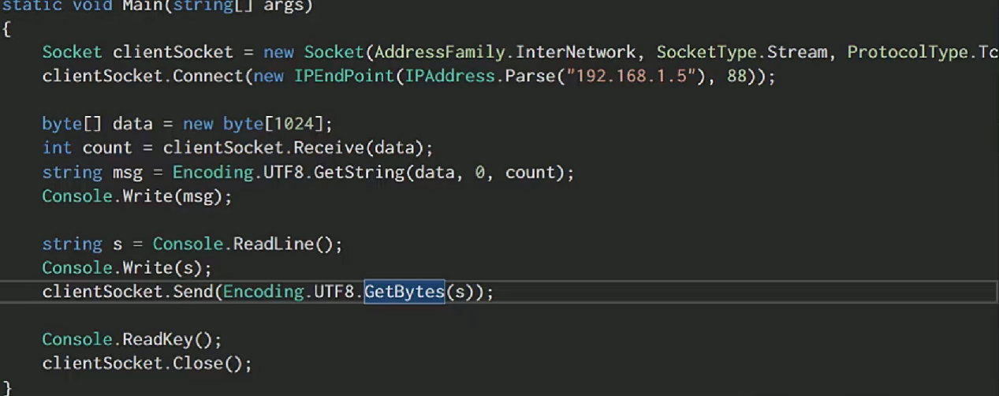 static void Main(string[] args)
{
Socket clientSocket = new Socket(AddressFamily.InterNetwork, SocketType.Stream, ProtocolType.Tc
clientSocket.Connect(new IPEndPoint(IPAddress.Parse("192.168.1.5"), 88));
byte[] data = new byte[1024];
int count = clientSocket.Receive(data);
string msg = Encoding.UTF8.GetString(data, 0, count);
Console.Write(msg);
string s = Console.ReadLine();
Console.Write(s);
clientSocket.Send(Encoding.UTF8.GetBytes(s));
Console.ReadKey();
clientSocket.Close();
}